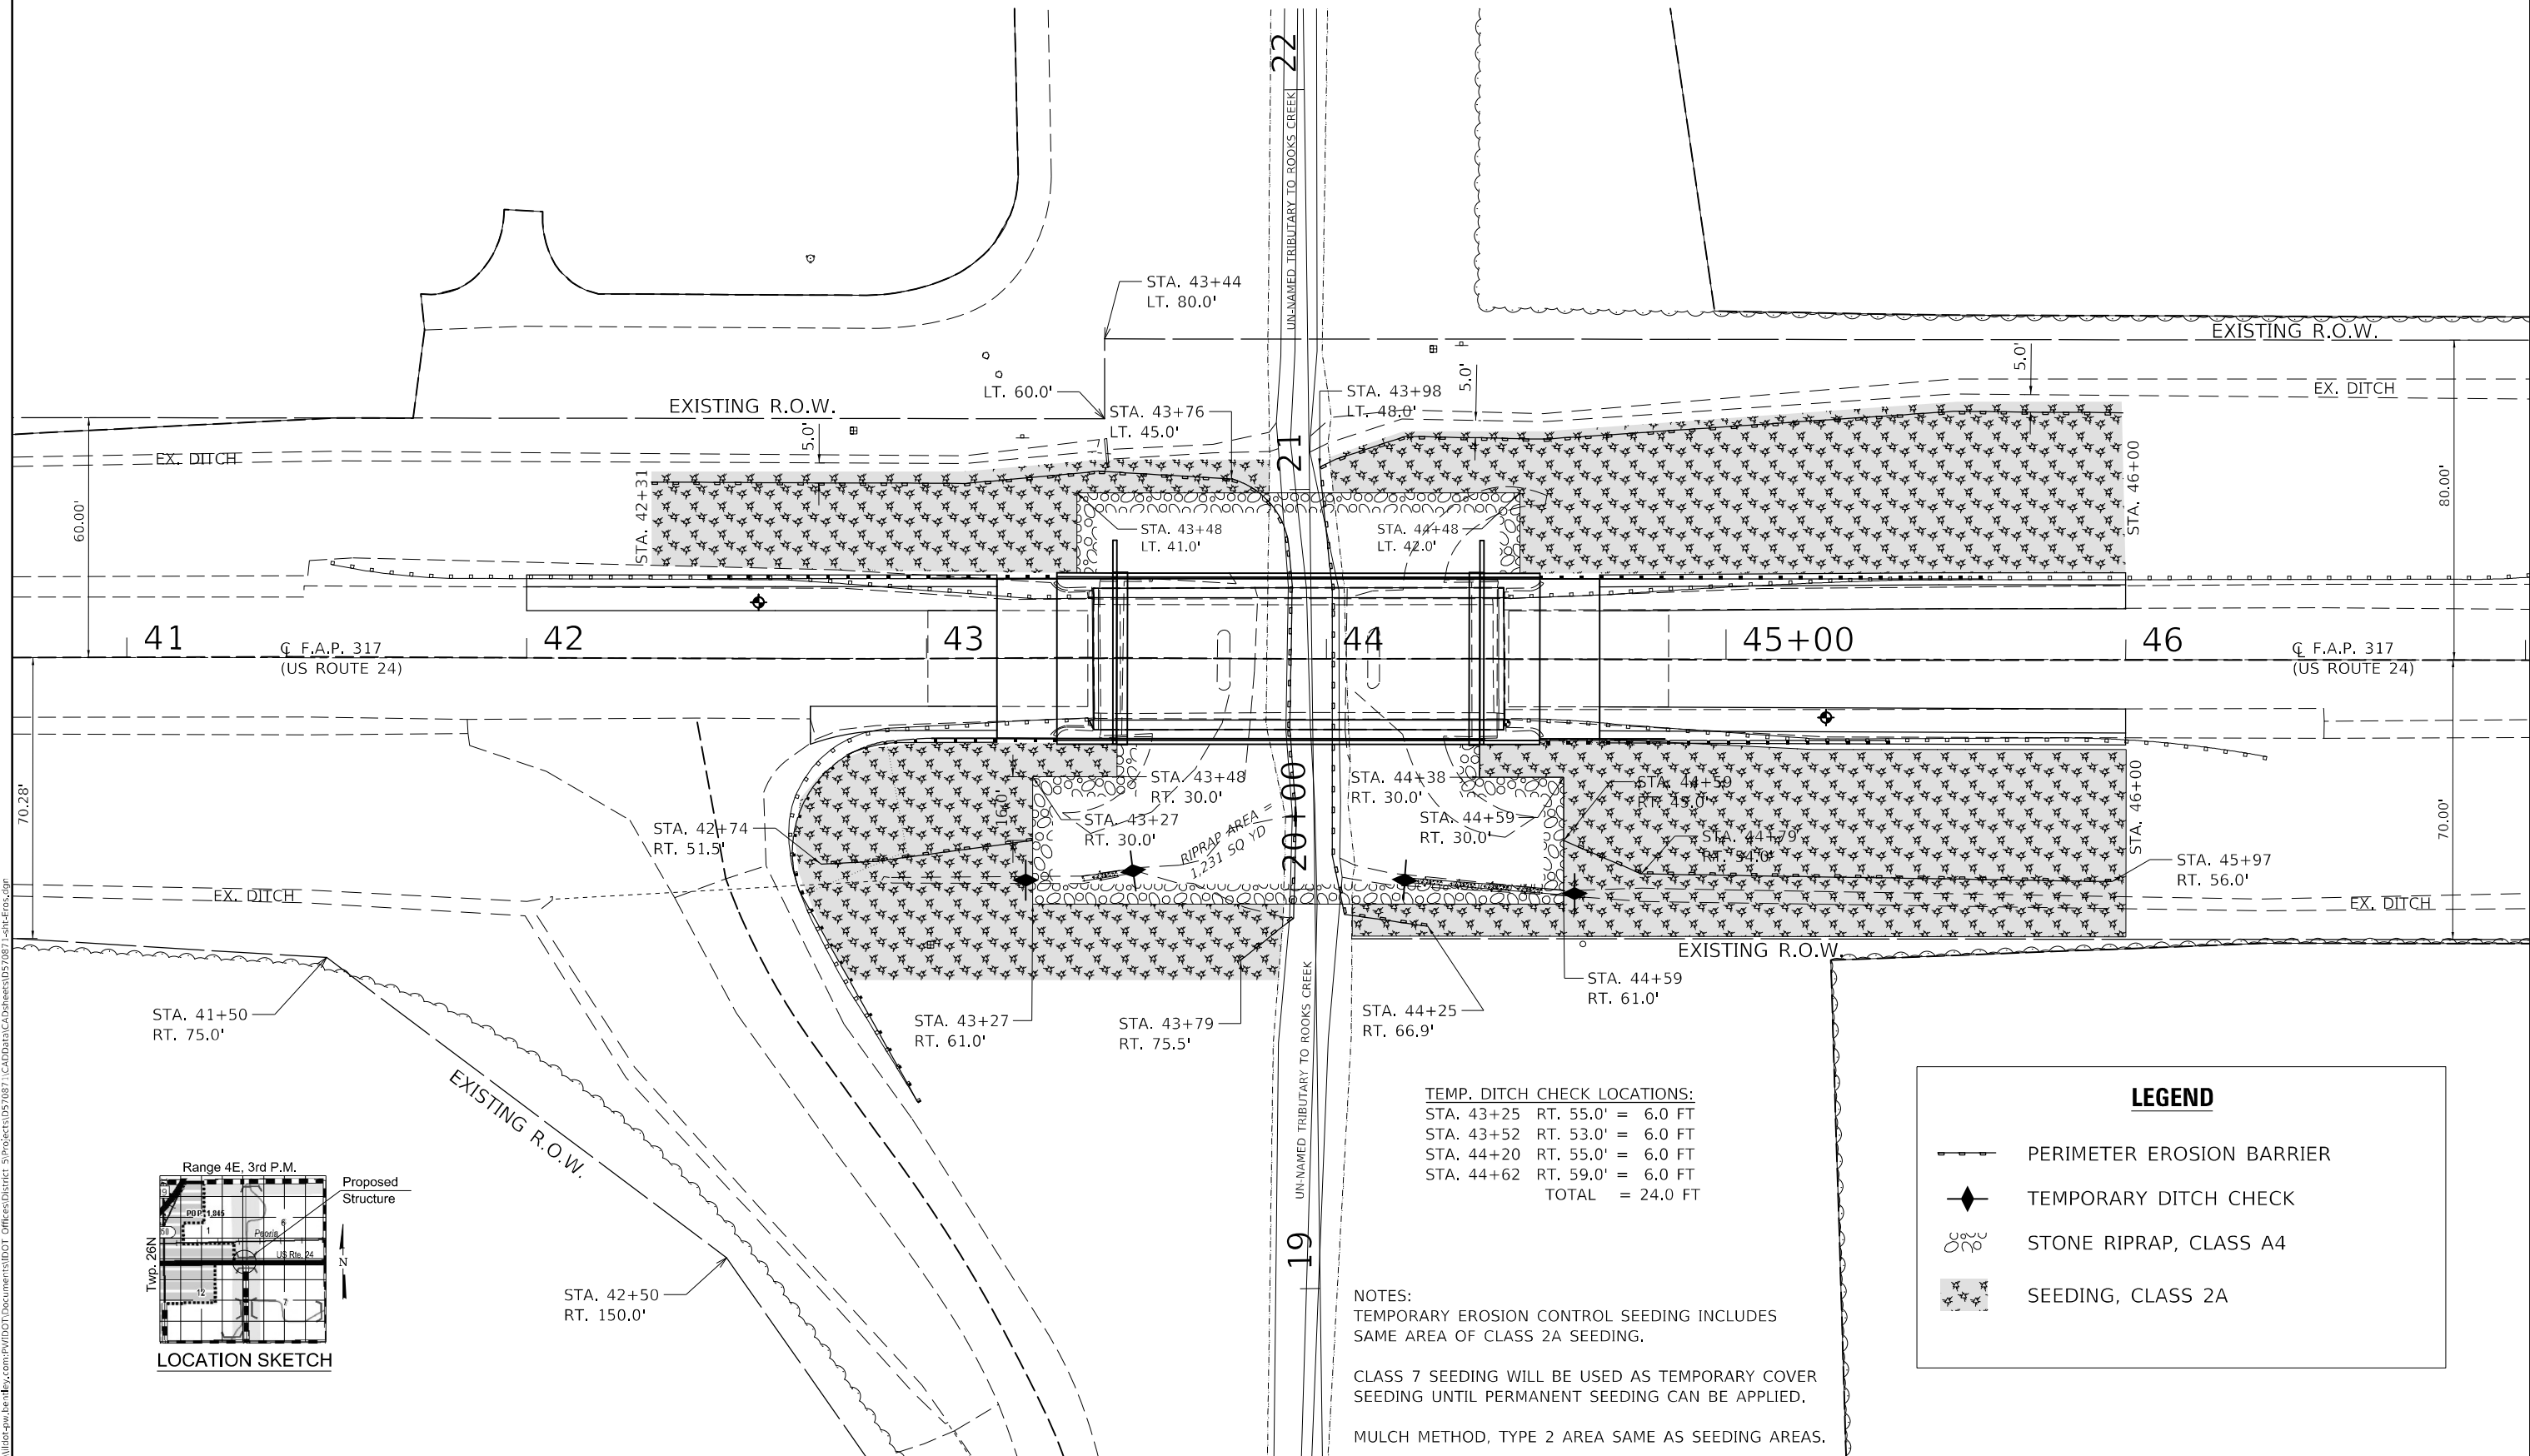 22
UN-NAMED TRIBUTARY TO ROOKS CREEK
STA. 43+44
LT. 80.0'
EXISTING R.O.W.
5.0'
5.0'
EX. DITCH
LT. 60.0'
STA. 43+98
LT. 48.0'
EXISTING R.O.W.
STA. 43+76
LT. 45.0'
5.0'
21
EX. DITCH
STA. 42+31
STA. 46+00
60.00'
80.00'
STA. 43+48
LT. 41.0'
STA. 44+48
LT. 42.0'
41
42
43
44
45+00
46
℄ F.A.P. 317
(US ROUTE 24)
℄ F.A.P. 317
(US ROUTE 24)
70.28'
70.00'
STA. 43+48
RT. 30.0'
STA. 44+38
RT. 30.0'
STA. 44+59
RT. 45.0'
16.0'
STA. 43+27
RT. 30.0'
STA. 44+59
RT. 30.0'
STA. 42+74
RT. 51.5'
RIPRAP AREA =
1,231 SQ YD
20+00
STA. 44+79
RT. 54.0'
STA. 46+00
STA. 45+97
RT. 56.0'
EX. DITCH
EX. DITCH
EXISTING R.O.W.
STA. 41+50
RT. 75.0'
STA. 43+27
RT. 61.0'
STA. 43+79
RT. 75.5'
STA. 44+25
RT. 66.9'
STA. 44+59
RT. 61.0'
UN-NAMED TRIBUTARY TO ROOKS CREEK
EXISTING R.O.W.
19
STA. 42+50
RT. 150.0'
TEMP. DITCH CHECK LOCATIONS:
STA. 43+25 RT. 55.0' = 6.0 FT
STA. 43+52 RT. 53.0' = 6.0 FT
STA. 44+20 RT. 55.0' = 6.0 FT
STA. 44+62 RT. 59.0' = 6.0 FT
TOTAL = 24.0 FT
LEGEND
PERIMETER EROSION BARRIER
TEMPORARY DITCH CHECK
STONE RIPRAP, CLASS A4
SEEDING, CLASS 2A
NOTES:
TEMPORARY EROSION CONTROL SEEDING INCLUDES
SAME AREA OF CLASS 2A SEEDING.
CLASS 7 SEEDING WILL BE USED AS TEMPORARY COVER
SEEDING UNTIL PERMANENT SEEDING CAN BE APPLIED.
MULCH METHOD, TYPE 2 AREA SAME AS SEEDING AREAS.
Range 4E, 3rd P.M.
Proposed
Structure
Twp. 26N
POP. 1,845
1
6
Peoria
US Rte. 24
12
7
N
LOCATION SKETCH